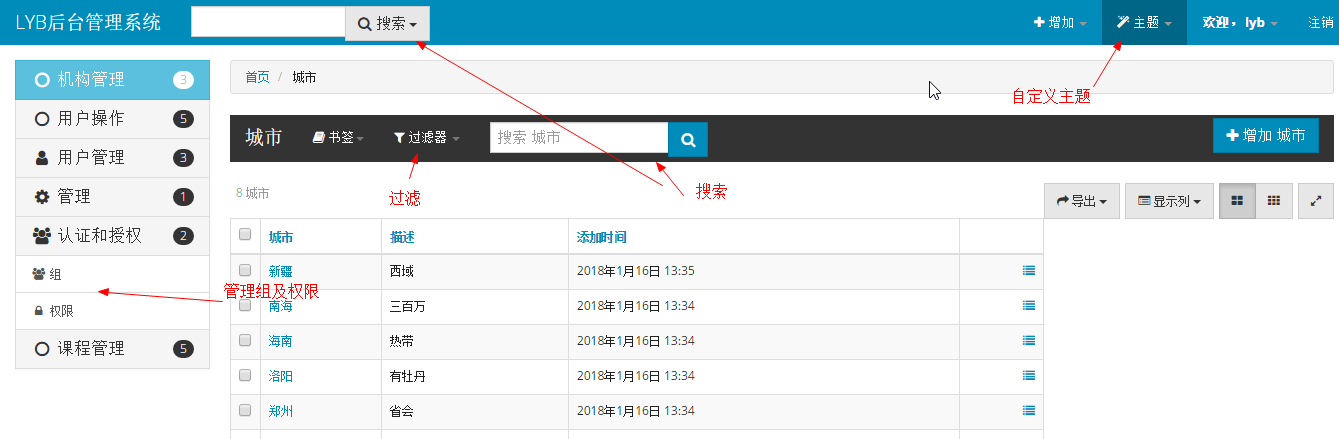 LYB后台管理系统 搜索 增加 主题 欢迎，lyb 注销
机构管理 3
用户操作 5
用户管理 3
管理 1
认证和授权 2
组
权限
课程管理 5
管理组及权限
首页 / 城市
自定义主题
城市 书签 过滤器 搜索 城市 增加 城市
过滤
搜索
8 城市 导出 显示列
城市 描述 添加时间
新疆 西域 2018年1月16日 13:35
南海 三百万 2018年1月16日 13:34
海南 热带 2018年1月16日 13:34
洛阳 有牡丹 2018年1月16日 13:34
郑州 省会 2018年1月16日 13:34